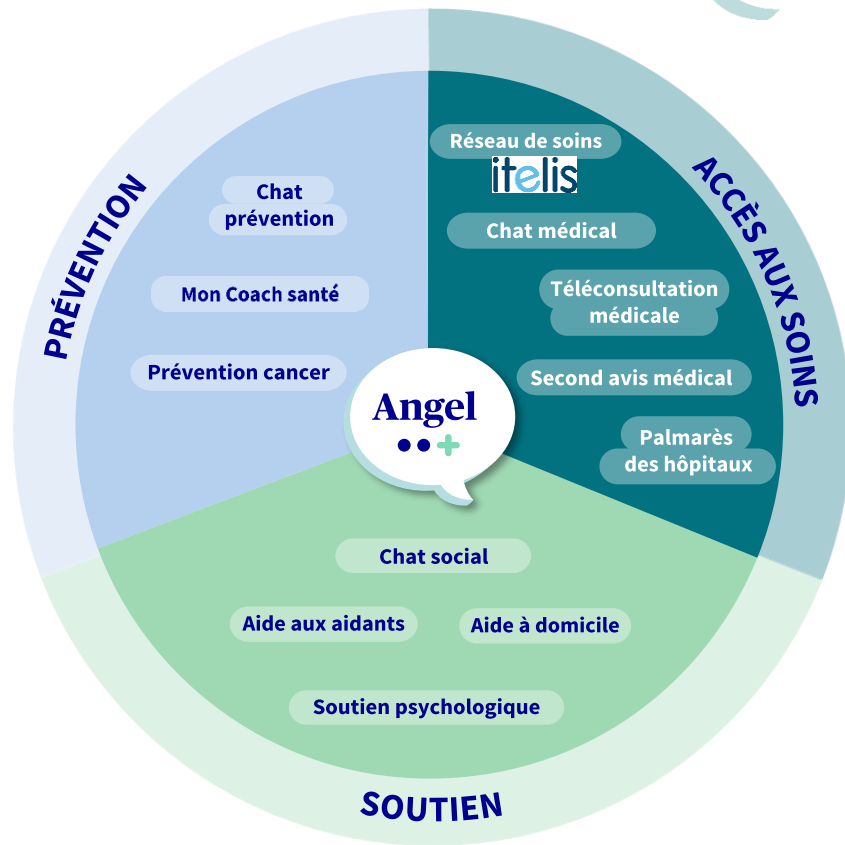 PRÉVENTION
Chat
prévention
Mon Coach santé
Prévention cancer
ACCÈS AUX SOINS
Réseau de soins
itelis
Chat médical
Téléconsultation
médicale
Second avis médical
Palmarès
des hôpitaux
Angel
Chat social
Aide aux aidants
Aide à domicile
Soutien psychologique
SOUTIEN